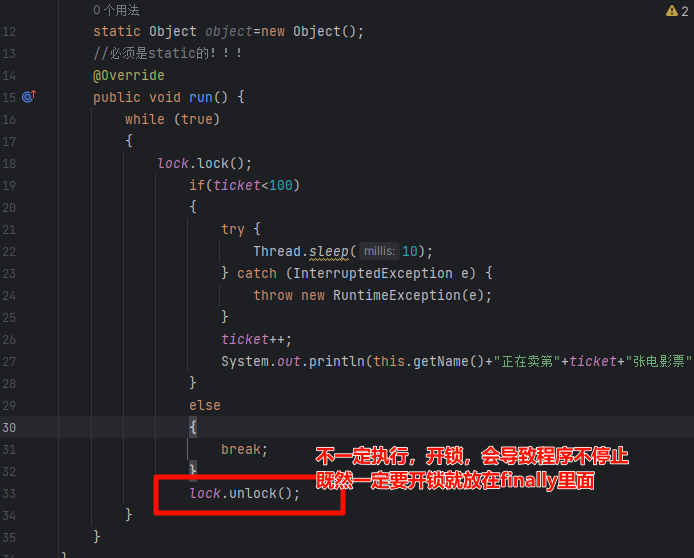 0 个用法
2
12 static Object object=new Object();
13 //必须是static的!!!
14 @Override
15 public void run() {
16 while (true)
17 {
18 lock.lock();
19 if(ticket<100)
20 {
21 try {
22 Thread.sleep( millis: 10);
23 } catch (InterruptedException e) {
24 throw new RuntimeException(e);
25 }
26 ticket++;
27 System.out.println(this.getName()+"正在卖第"+ticket+"张电影票"
28 }
29 else
30 {
31 break;
不一定执行，开锁，会导致程序不停止
32 }
既然一定要开锁就放在finally里面
33 lock.unlock();
34 }
35 }